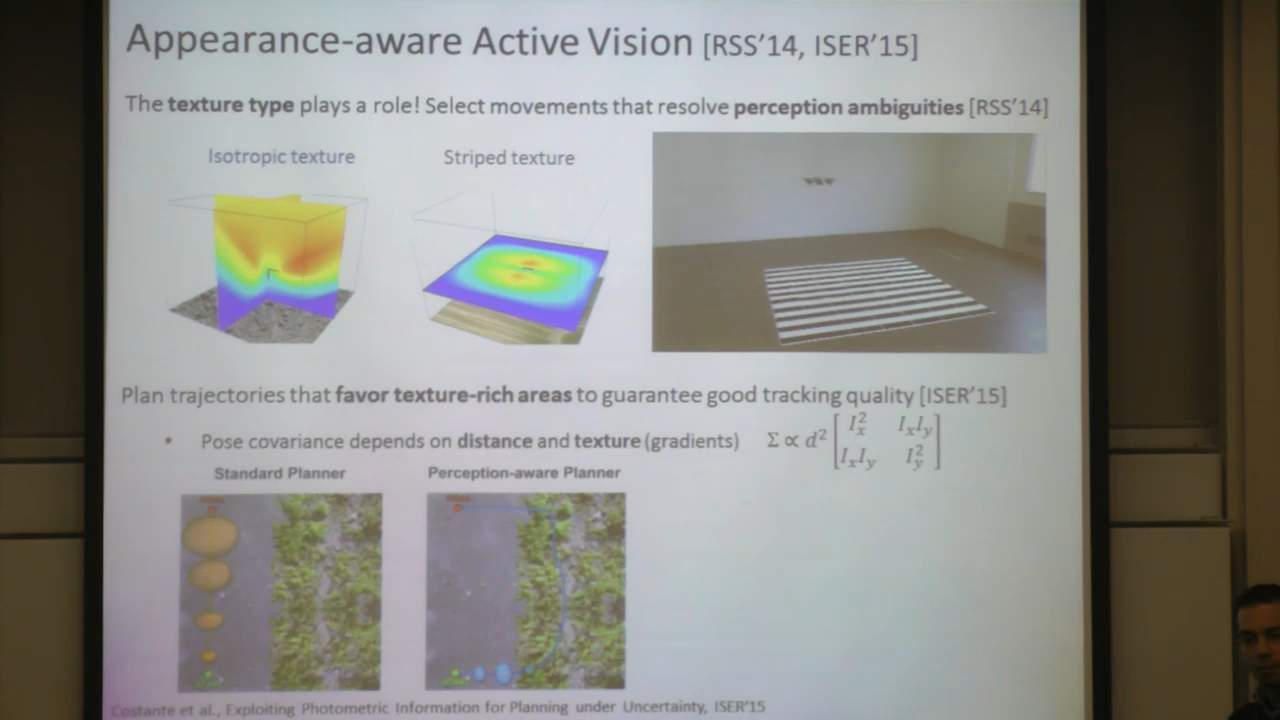 Appearance-aware Active Vision [RSS'14, ISER'15]
The texture type plays a role! Select movements that resolve perception ambiguities [RSS'14]
Isotropic texture
Striped texture
Plan trajectories that favor texture-rich areas to guarantee good tracking quality [ISER'15]
• Pose covariance depends on distance and texture (gradients) Σ ∝ d² [I_x² I_xI_y
I_xI_y I_y²]
Standard Planner
Perception-aware Planner
Costante et al., Exploiting Photometric Information for Planning under Uncertainty, ISER'15